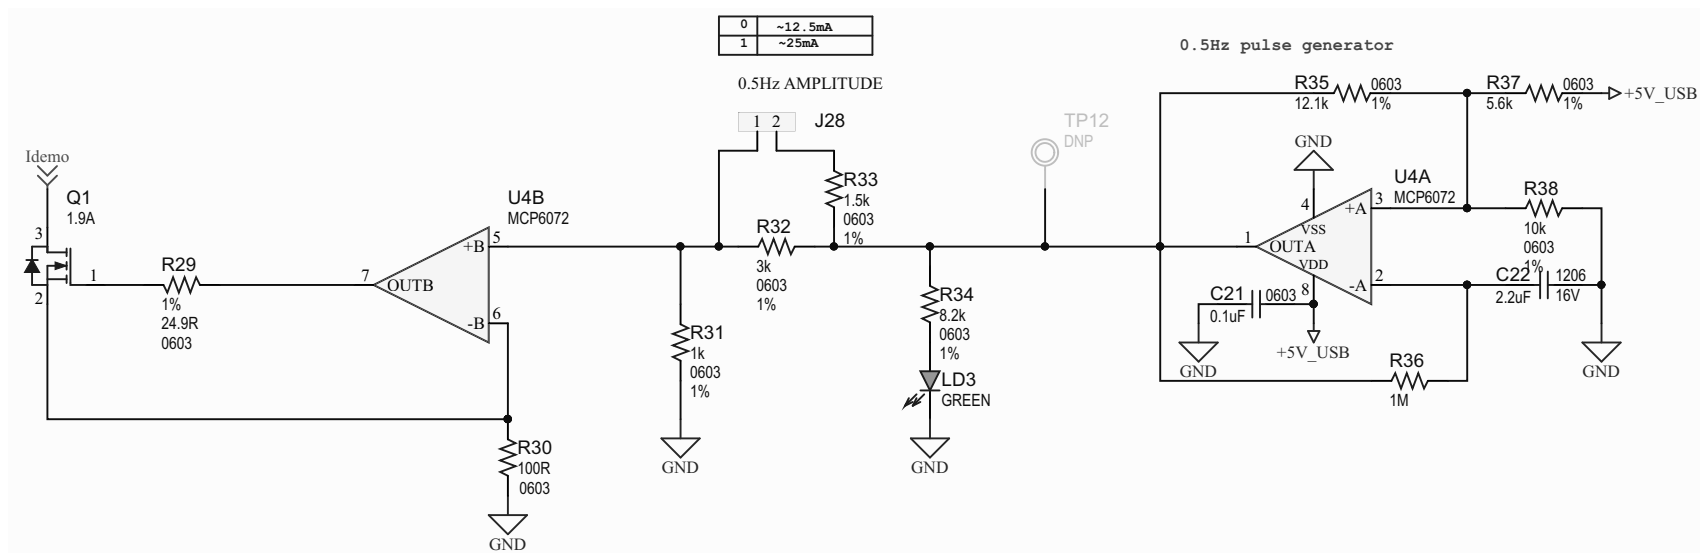 0 ~12.5mA
1 ~25mA
0.5Hz AMPLITUDE
0.5Hz pulse generator
1 2
J28
R35
12.1k
0603
1%
R37
5.6k
0603
1%
+5V_USB
TP12
DNP
Idemo
Q1
1.9A
3
1
2
R29
1%
24.9R
0603
7
OUTB
U4B
MCP6072
+B
5
-B
6
R30
100R
0603
GND
R31
1k
0603
1%
GND
R32
3k
0603
1%
R33
1.5k
0603
1%
R34
8.2k
0603
1%
LD3
GREEN
GND
GND
4
VSS
U4A
MCP6072
+A
3
1
OUTA
VDD
8
-A
2
C21
0603
0.1uF
GND
+5V_USB
R38
10k
0603
1%
C22
1206
2.2uF
16V
GND
R36
1M